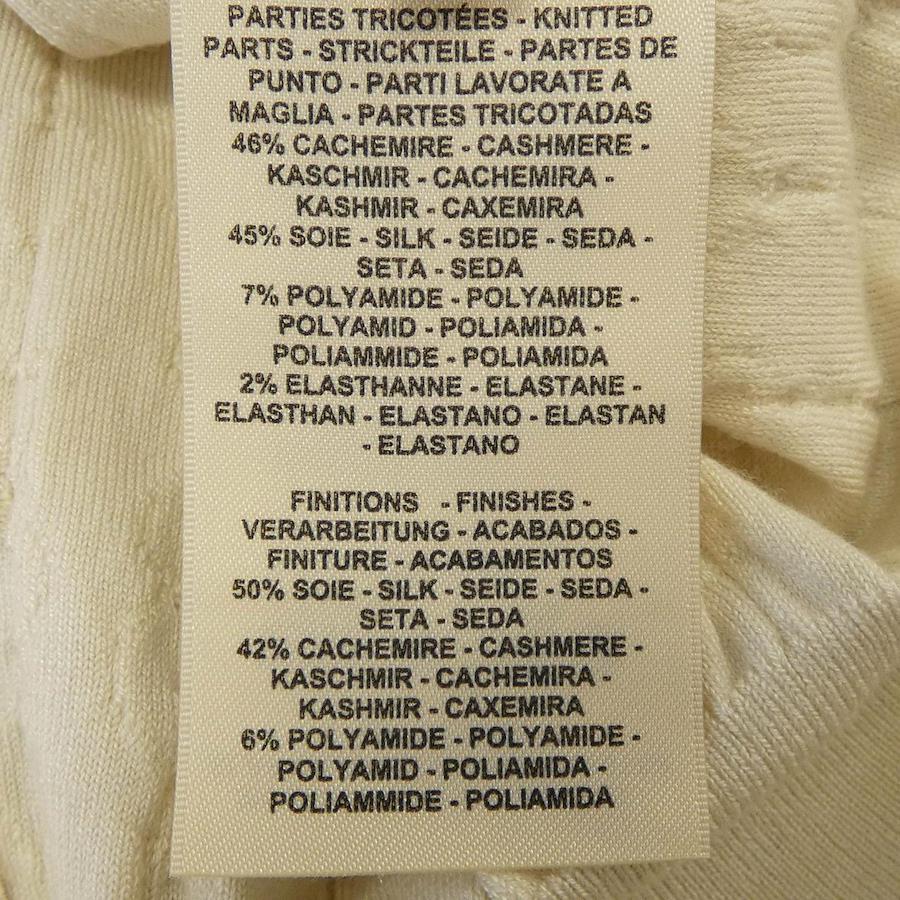 PARTIES TRICOTÉES - KNITTED
PARTS - STRICKTEILE - PARTES DE
PUNTO - PARTI LAVORATE A
MAGLIA - PARTES TRICOTADAS
46% CACHEMIRE - CASHMERE -
KASCHMIR - CACHEMIRA -
KASHMIR - CAXEMIRA
45% SOIE - SILK - SEIDE - SEDA -
SETA - SEDA
7% POLYAMIDE - POLYAMIDE -
POLYAMID - POLIAMIDA -
POLIAMMIDE - POLIAMIDA
2% ELASTHANNE - ELASTANE -
ELASTHAN - ELASTANO - ELASTAN
- ELASTANO
FINITIONS - FINISHES -
VERARBEITUNG - ACABADOS -
FINITURE - ACABAMENTOS
50% SOIE - SILK - SEIDE - SEDA -
SETA - SEDA
42% CACHEMIRE - CASHMERE -
KASCHMIR - CACHEMIRA -
KASHMIR - CAXEMIRA
6% POLYAMIDE - POLYAMIDE -
POLYAMID - POLIAMIDA -
POLIAMMIDE - POLIAMIDA